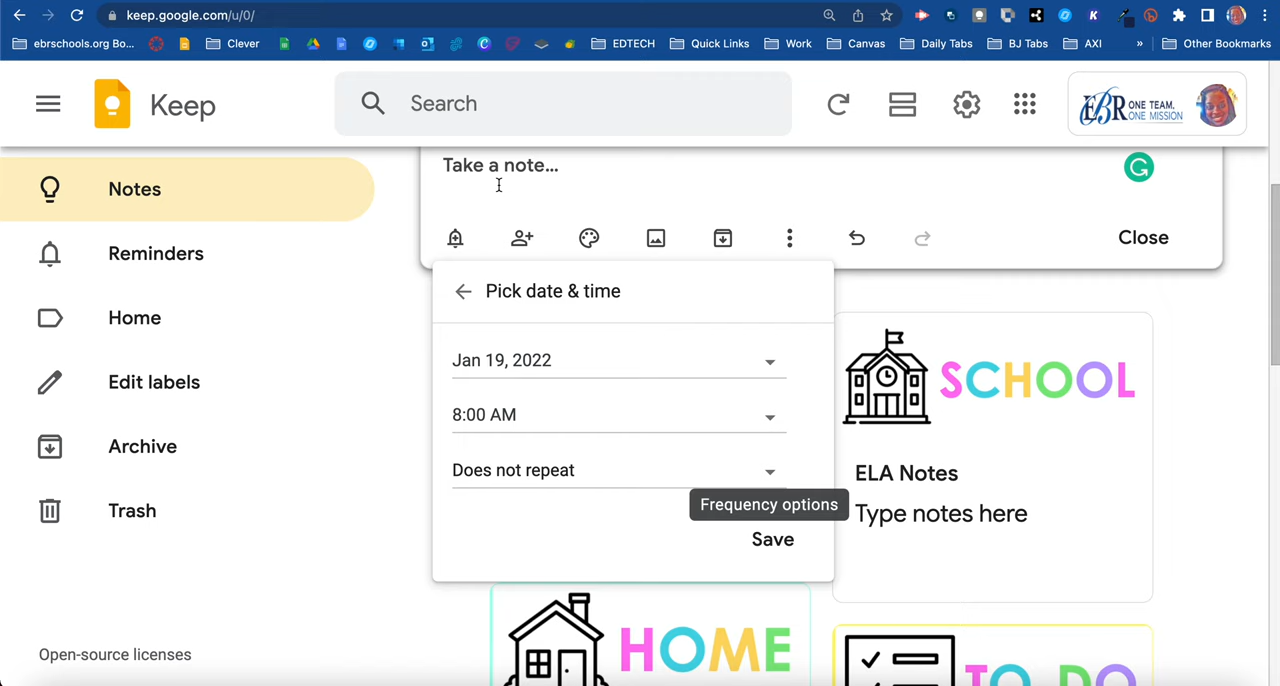 keep.google.com/u/0/
ebrschools.org Bo... Clever EDTECH Quick Links Work Canvas Daily Tabs BJ Tabs AXI » Other Bookmarks
Keep Search EBR ONE TEAM.
ONE MISSION
Take a note...
Notes
Close
Reminders
Pick date & time
Home
Jan 19, 2022
SCHOOL
Edit labels
8:00 AM
Archive
Does not repeat
ELA Notes
Frequency options
Type notes here
Trash
Save
HOME
Open-source licenses
TO DO